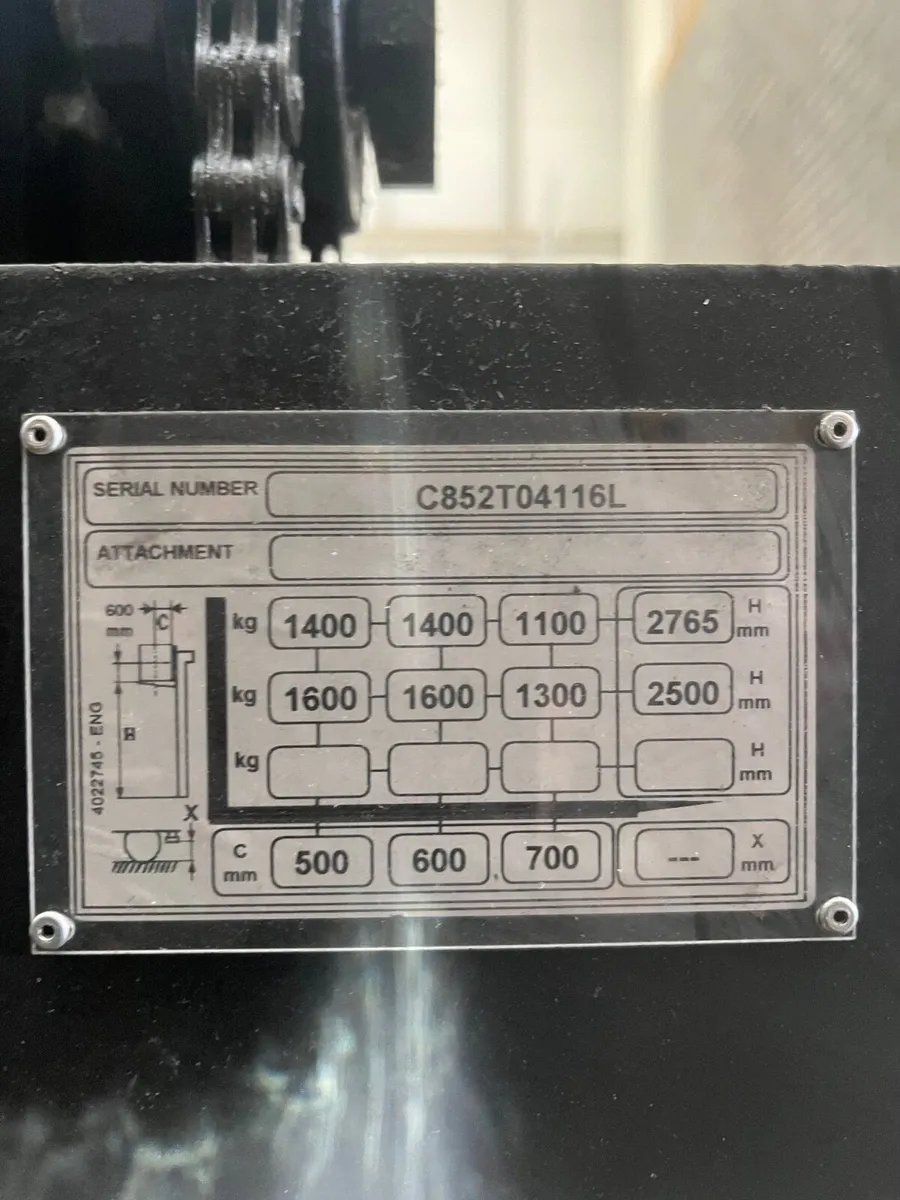 SERIAL NUMBER C852T04116L
ATTACHMENT
600 mm C kg 1400 1400 1100 2765 H mm
kg 1600 1600 1300 2500 H mm
H kg H mm
4022745 - ENG
X C mm 500 600 700 --- X mm